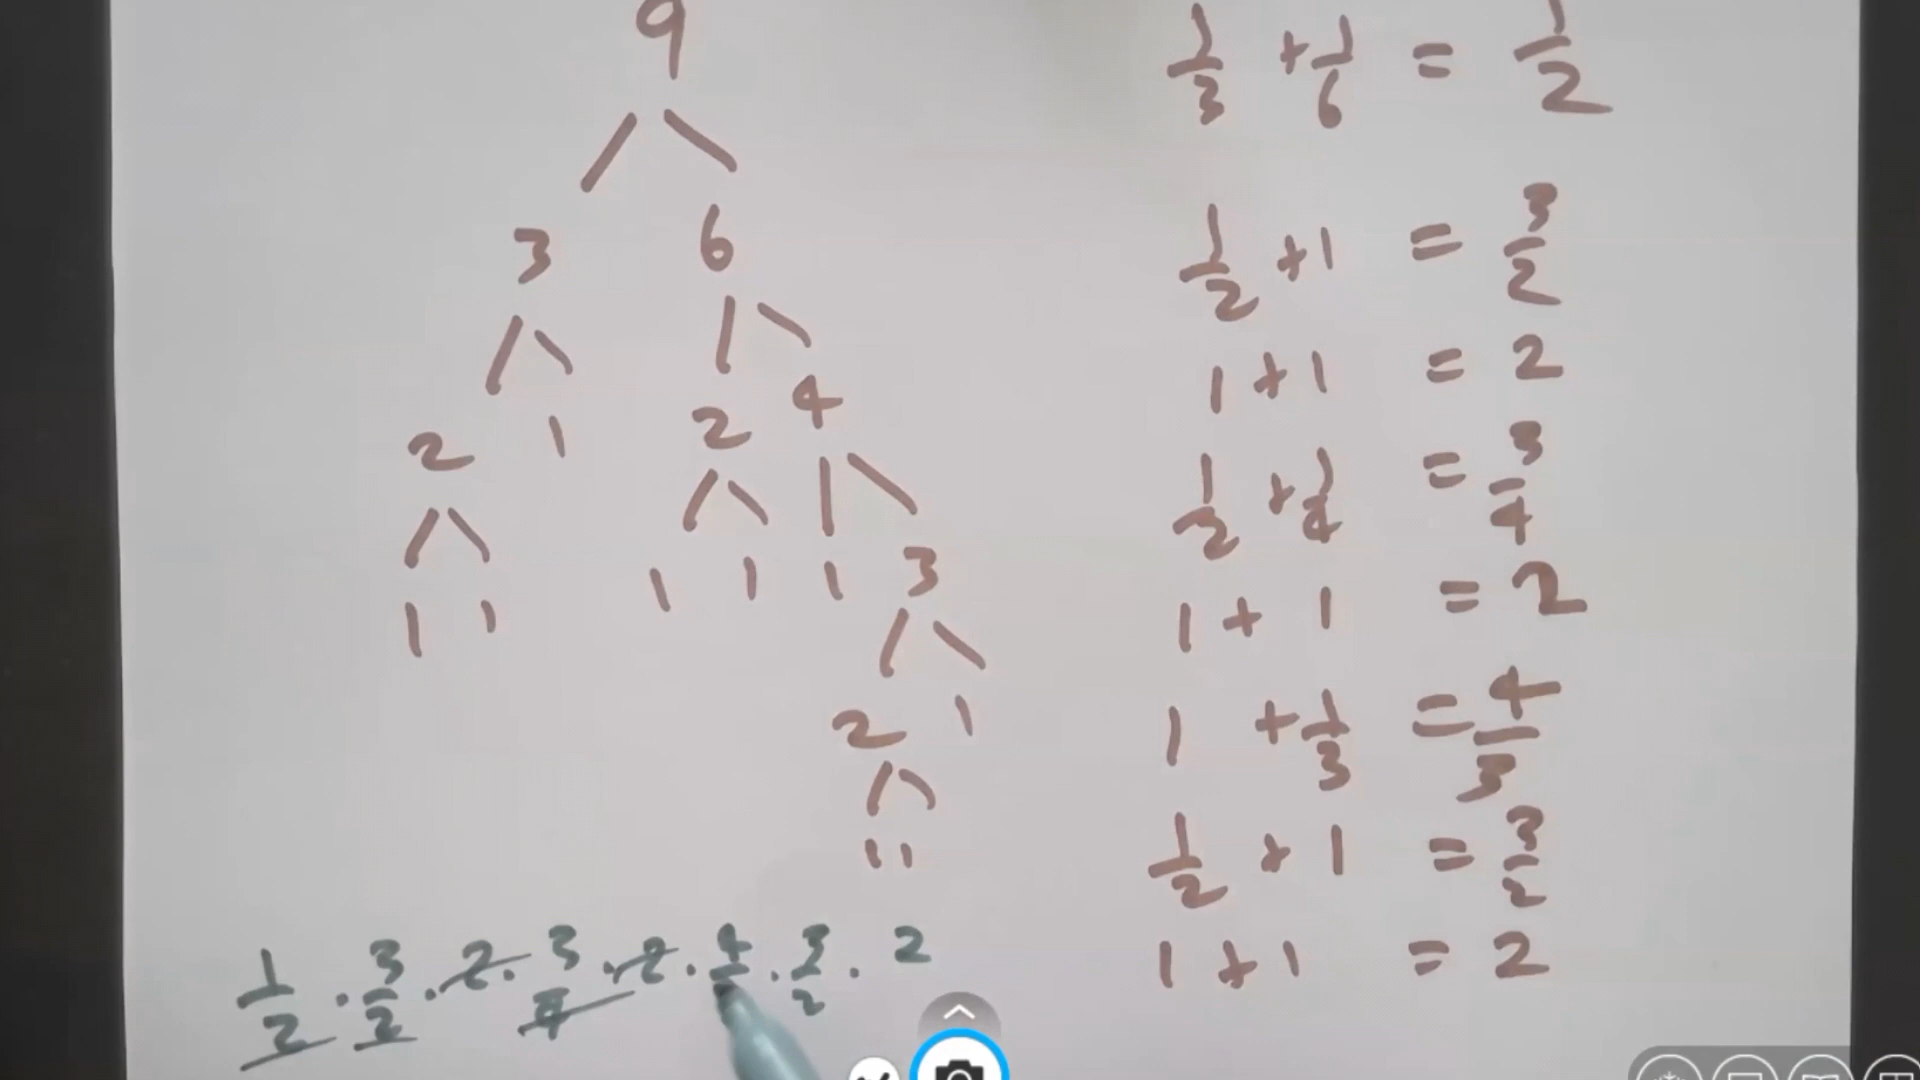 9
3 6
2 1 2 4
1 1 1 1 1 3
2 1
1 1
1/3 + 1/6 = 1/2
1/2 + 1 = 3/2
1 + 1 = 2
1/2 + 1/4 = 3/4
1 + 1 = 2
1 + 1/3 = 4/3
1/2 + 1 = 3/2
1 + 1 = 2
1/2 · 3/2 · 2 · 3/4 · 2 · 4/ · 3/2 · 2